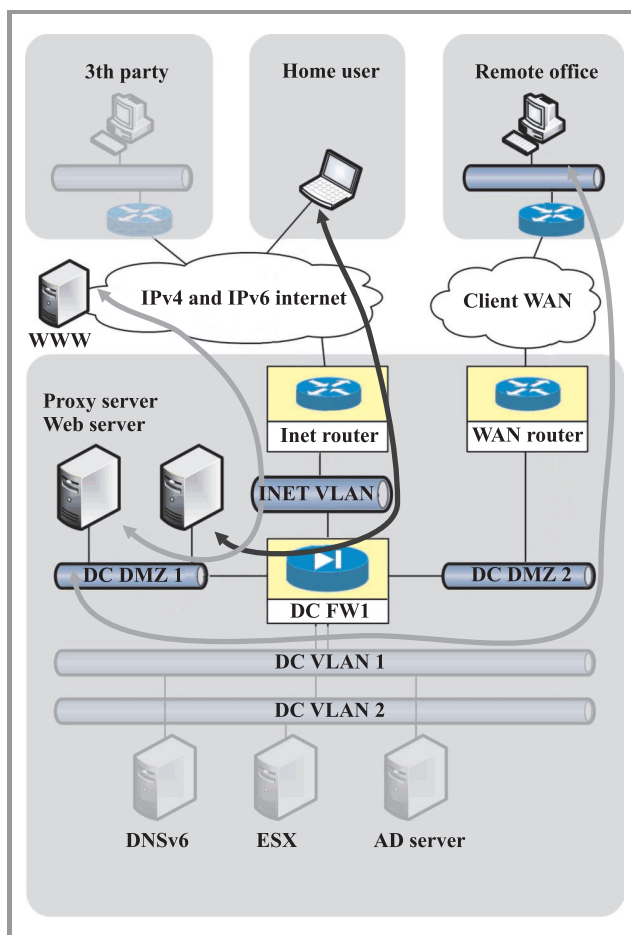 3th party
Home user
Remote office
IPv4 and IPv6 internet
Client WAN
WWW
Proxy server
Web server
Inet router
WAN router
INET VLAN
DC DMZ 1
DC DMZ 2
DC FW1
DC VLAN 1
DC VLAN 2
DNSv6
ESX
AD server